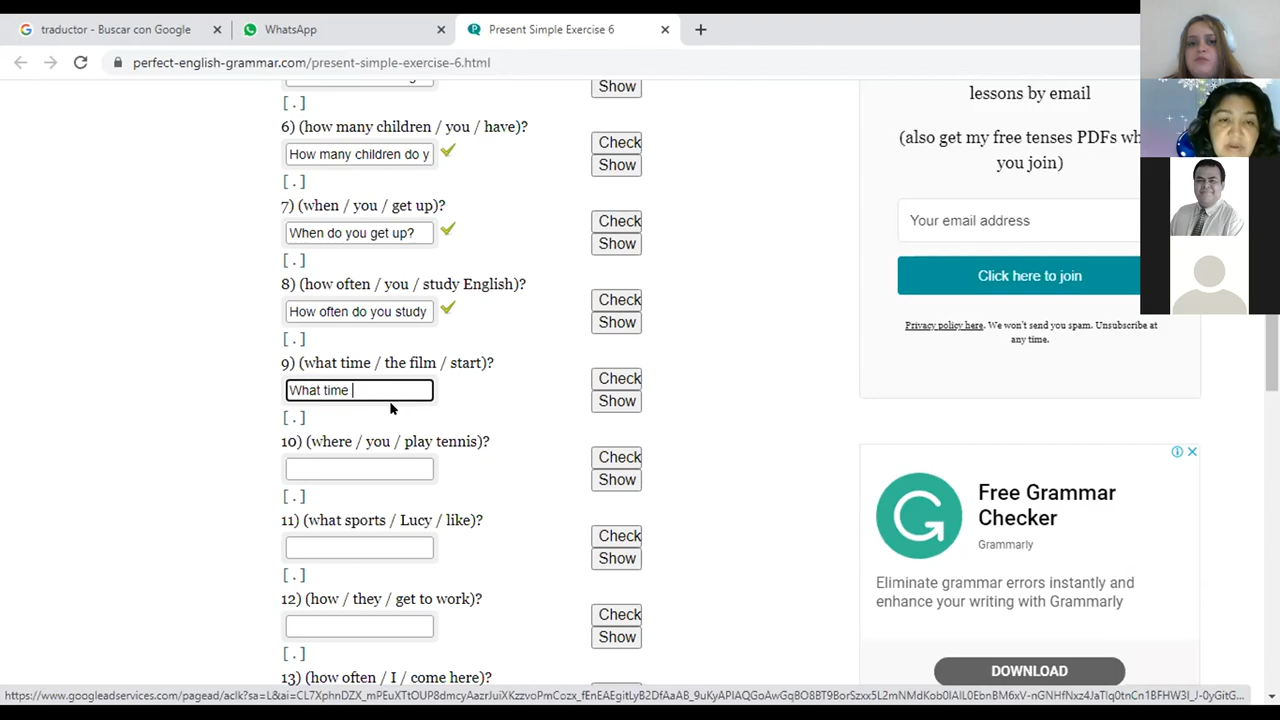 traductor - Buscar con Google
WhatsApp
Present Simple Exercise 6
perfect-english-grammar.com/present-simple-exercise-6.html
Show
[ . ]
6) (how many children / you / have)?
How many children do y
Check
Show
[ . ]
7) (when / you / get up)?
When do you get up?
Check
Show
[ . ]
8) (how often / you / study English)?
How often do you study
Check
Show
[ . ]
9) (what time / the film / start)?
What time
Check
Show
[ . ]
10) (where / you / play tennis)?
Check
Show
[ . ]
11) (what sports / Lucy / like)?
Check
Show
[ . ]
12) (how / they / get to work)?
Check
Show
[ . ]
13) (how often / I / come here)?
lessons by email
(also get my free tenses PDFs wh
you join)
Your email address
Click here to join
Privacy policy here. We won't send you spam. Unsubscribe at
any time.
Free Grammar
Checker
Grammarly
Eliminate grammar errors instantly and
enhance your writing with Grammarly
DOWNLOAD